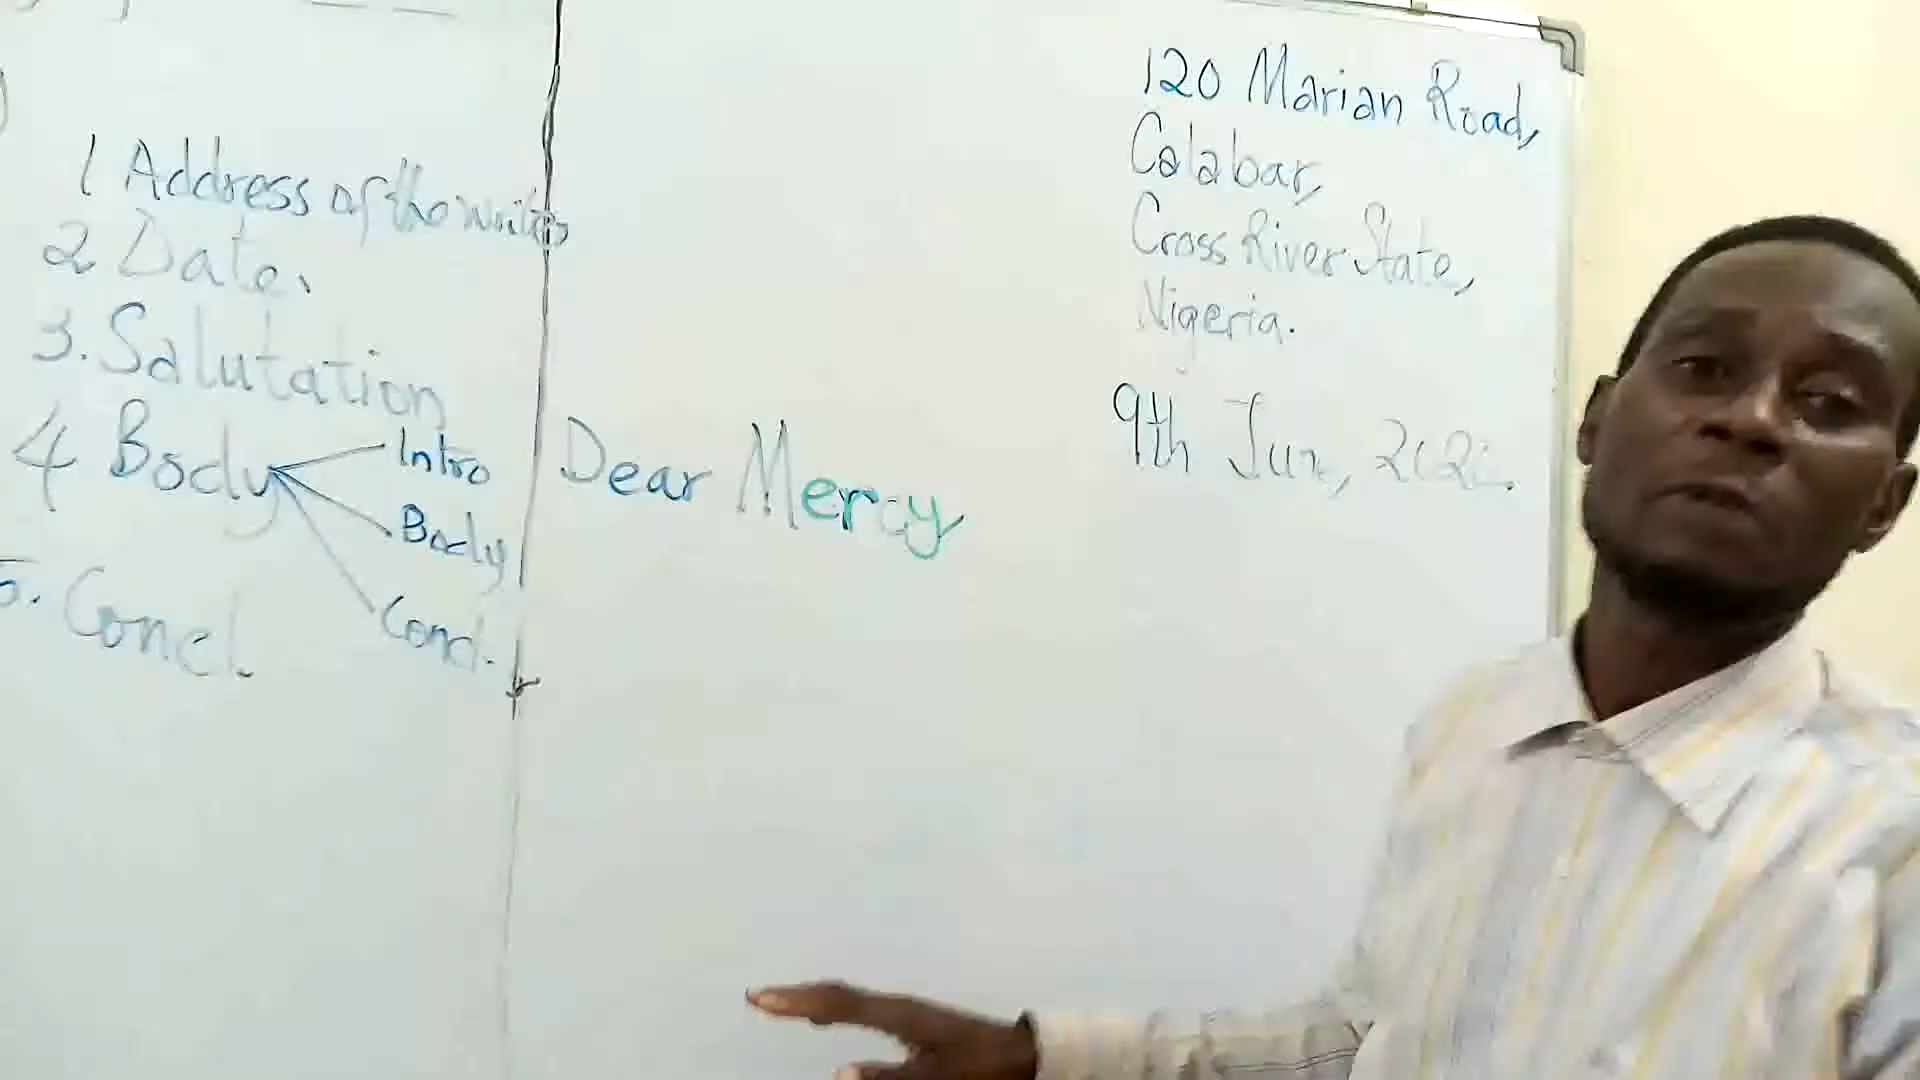 1 Address of the writer
2 Date.
3. Salutation
4 Body
Intro
Body
Concl.
5. Concl.
120 Marian Road,
Calabar,
Cross River State,
Nigeria.
9th Jun,
Dear Mercy